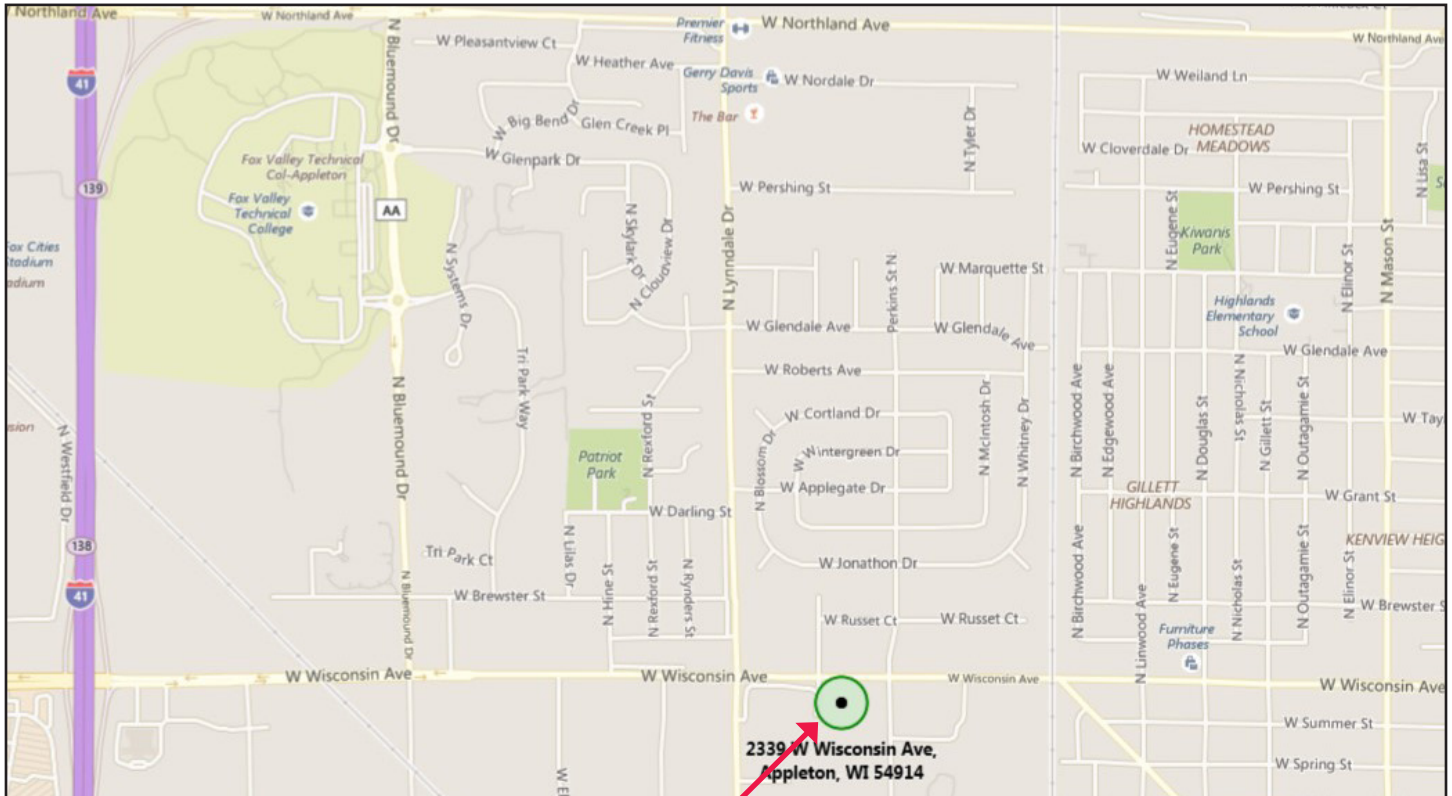 Northland Ave
W Northland Ave
Premier
Fitness
W Northland Ave
W Northland Ave
41
N Bluemound Dr
W Pleasantview Ct
W Heather Ave
Gerry Davis
Sports
W Nordale Dr
W Weiland Ln
The Bar
W Big Bend Dr
Glen Creek Pl
N Tyler Dr
HOMESTEAD
MEADOWS
W Cloverdale Dr
N Lisa St
Fox Valley Technical
Col-Appleton
W Glenpark Dr
139
W Pershing St
W Pershing St
Fox Valley
Technical
College
AA
N Skylark Dr
N Cloudview Dr
N Lynndale Dr
N Eugene St
Kiwanis
Park
N Mason St
Fox Cities
Stadium
adium
N Systems Dr
Perkins St N
W Marquette St
N Elinor St
Highlands
Elementary
School
W Glendale Ave
W Glendale Ave
W Glendale Ave
Tri Park Way
W Roberts Ave
N Bluemound Dr
N Rexford St
W Cortland Dr
N McIntosh Dr
N Whitney Dr
N Birchwood Ave
N Edgewood Ave
N Douglas St
N Nicholas St
N
N Gillett St
N Outagamie St
W Tay
sion
N Westfield Dr
Patriot
Park
N Blossom Dr
W Wintergreen Dr
W Applegate Dr
GILLETT
HIGHLANDS
W Grant St
W Darling St
138
KENVIEW HEIG
Tri Park Ct
N Lilas Dr
N Hine St
N Rexford St
N Rynders St
W Jonathon Dr
N Birchwood Ave
N Eugene St
N Nicholas St
N Outagamie St
N Elinor St
41
N Bluemound Dr
W Brewster St
W Brewster S
W Russet Ct
W Russet Ct
N Linwood Ave
Furniture
Phases
W Wisconsin Ave
W Wisconsin Ave
W Wisconsin Ave
W Wisconsin Ave
W Summer St
2339 W Wisconsin Ave,
Appleton, WI 54914
W Spring St
W El